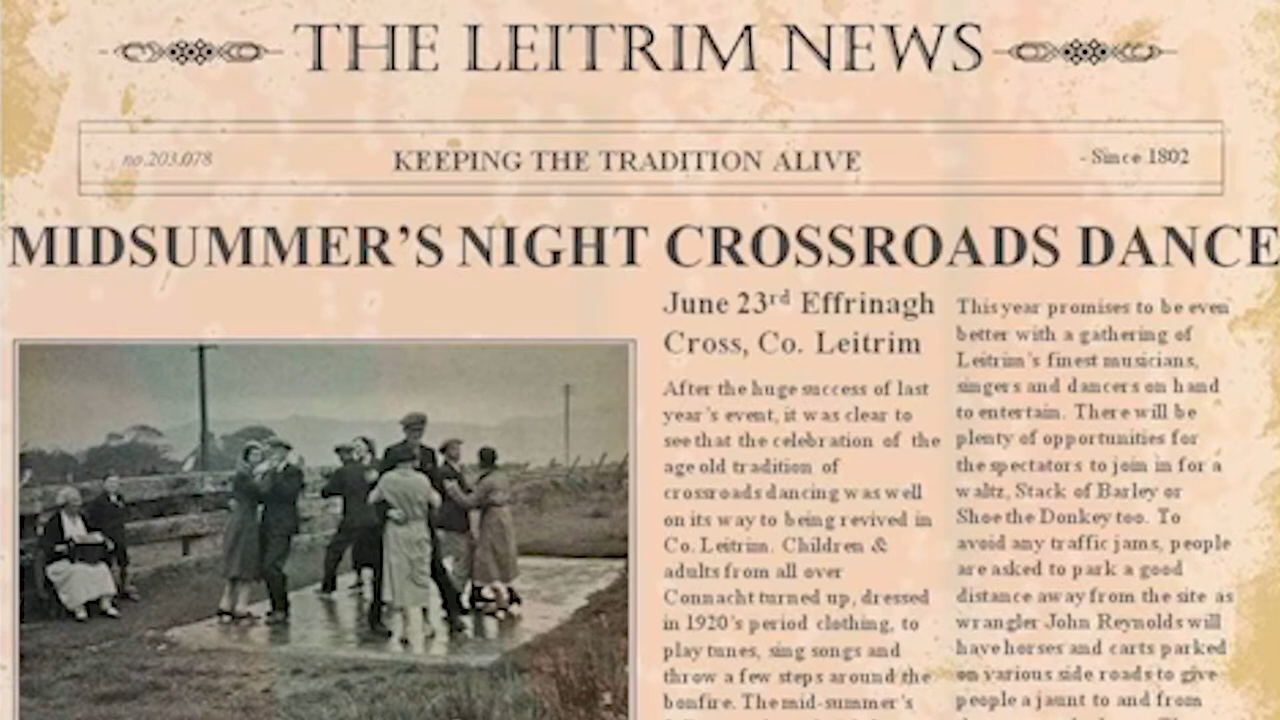 THE LEITRIM NEWS
no.203.078
KEEPING THE TRADITION ALIVE
- Since 1802
MIDSUMMER'S NIGHT CROSSROADS DANCE
June 23rd Effrinagh
Cross, Co. Leitrim
After the huge success of last
year's event, it was clear to
see that the celebration of the
age old tradition of
crossroads dancing was well
on its way to being revived in
Co. Leitrim. Children &
adults from all over
Connacht turned up, dressed
in 1920's period clothing, to
play tunes, sing songs and
throw a few steps around the
bonfire. The mid-summer's
This year promises to be even
better with a gathering of
Leitrim's finest musicians,
singers and dancers on hand
to entertain. There will be
plenty of opportunities for
the spectators to join in for a
waltz, Stack of Barley or
Shoe the Donkey too. To
avoid any traffic jams, people
are asked to park a good
distance away from the site as
wrangler John Reynolds will
have horses and carts parked
on various side roads to give
people a jaunt to and from